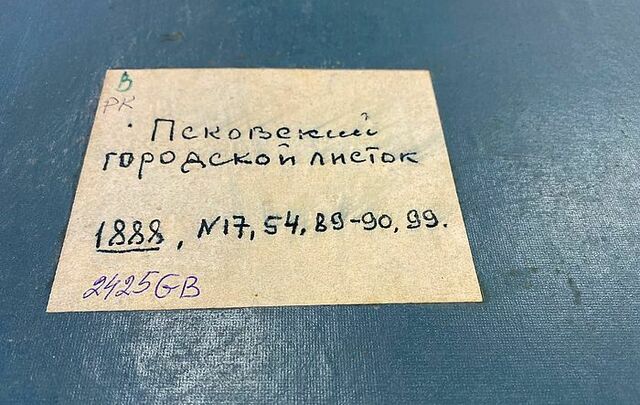 В
РК
Псковский
городской листок
1888, N17, 54, 89-90, 99.
2425GB